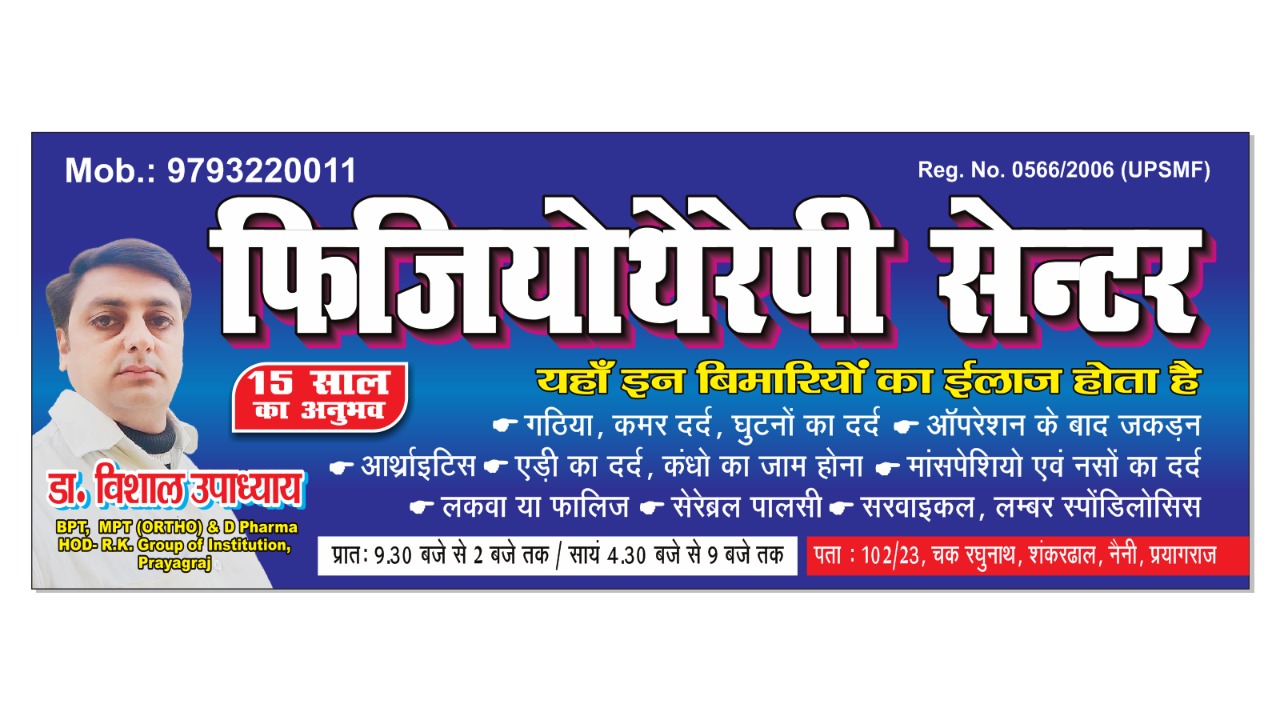 Mob.: 9793220011
Reg. No. 0566/2006 (UPSMF)
फिजियोथेरेपी सेन्टर
15 साल
का अनुभव
यहाँ इन बिमारियों का ईलाज होता है
☛ गठिया, कमर दर्द, घुटनों का दर्द ☛ ऑपरेशन के बाद जकड़न
☛ आर्थ्राइटिस ☛ एड़ी का दर्द, कंधो का जाम होना ☛ मांसपेशियो एवं नसों का दर्द
☛ लकवा या फालिज ☛ सेरेब्रल पालसी ☛ सरवाइकल, लम्बर स्पोंडिलोसिस
डा. विशाल उपाध्याय
BPT, MPT (ORTHO) & D Pharma
HOD- R.K. Group of Institution,
Prayagraj
प्रात: 9.30 बजे से 2 बजे तक / सायं 4.30 बजे से 9 बजे तक
पता : 102/23, चक रघुनाथ, शंकरढाल, नैनी, प्रयागराज